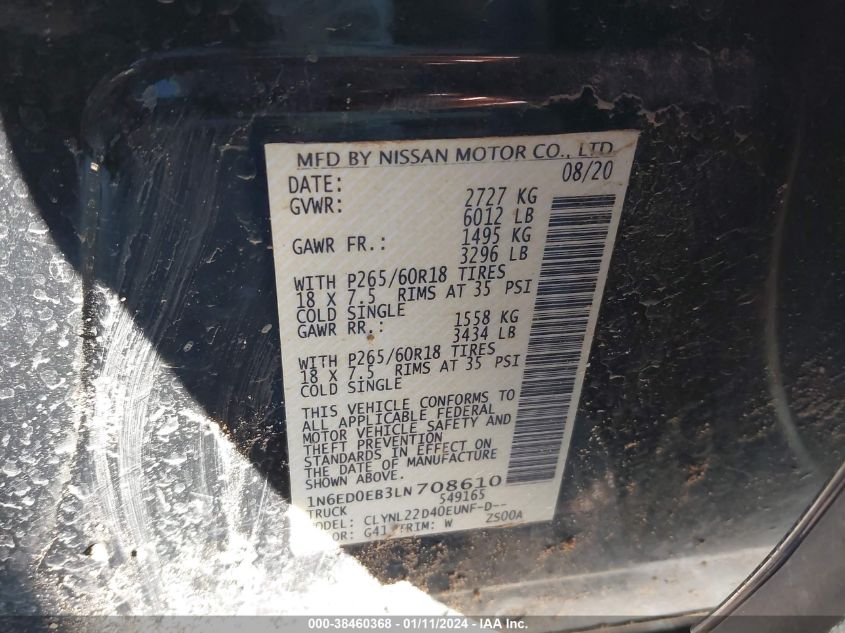 MFD BY NISSAN MOTOR CO., LTD.
DATE: 08/20
GVWR: 2727 KG
6012 LB
GAWR FR.: 1495 KG
3296 LB
WITH P265/60R18 TIRES
18 X 7.5 RIMS AT 35 PSI
COLD SINGLE
GAWR RR.: 1558 KG
3434 LB
WITH P265/60R18 TIRES
18 X 7.5 RIMS AT 35 PSI
COLD SINGLE
THIS VEHICLE CONFORMS TO
ALL APPLICABLE FEDERAL
MOTOR VEHICLE SAFETY AND
THEFT PREVENTION
STANDARDS IN EFFECT ON
THE DATE OF MANUFACTURE
SHOWN ABOVE.
1N6ED0EB3LN708610
TRUCK 549165
MODEL: CLYNL22D40EUNF-D--
OR: G41 TRIM: W ZS00A
000-38460368 - 01/11/2024 - IAA Inc.